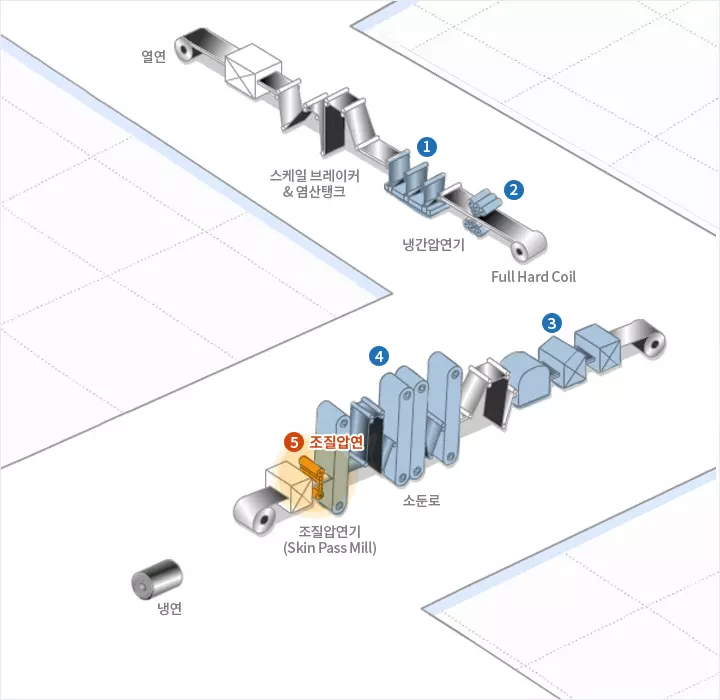 열연
스케일 브레이커
& 염산탱크
1
2
냉간압연기
Full Hard Coil
3
4
5 조질압연
소둔로
조질압연기
(Skin Pass Mill)
냉연